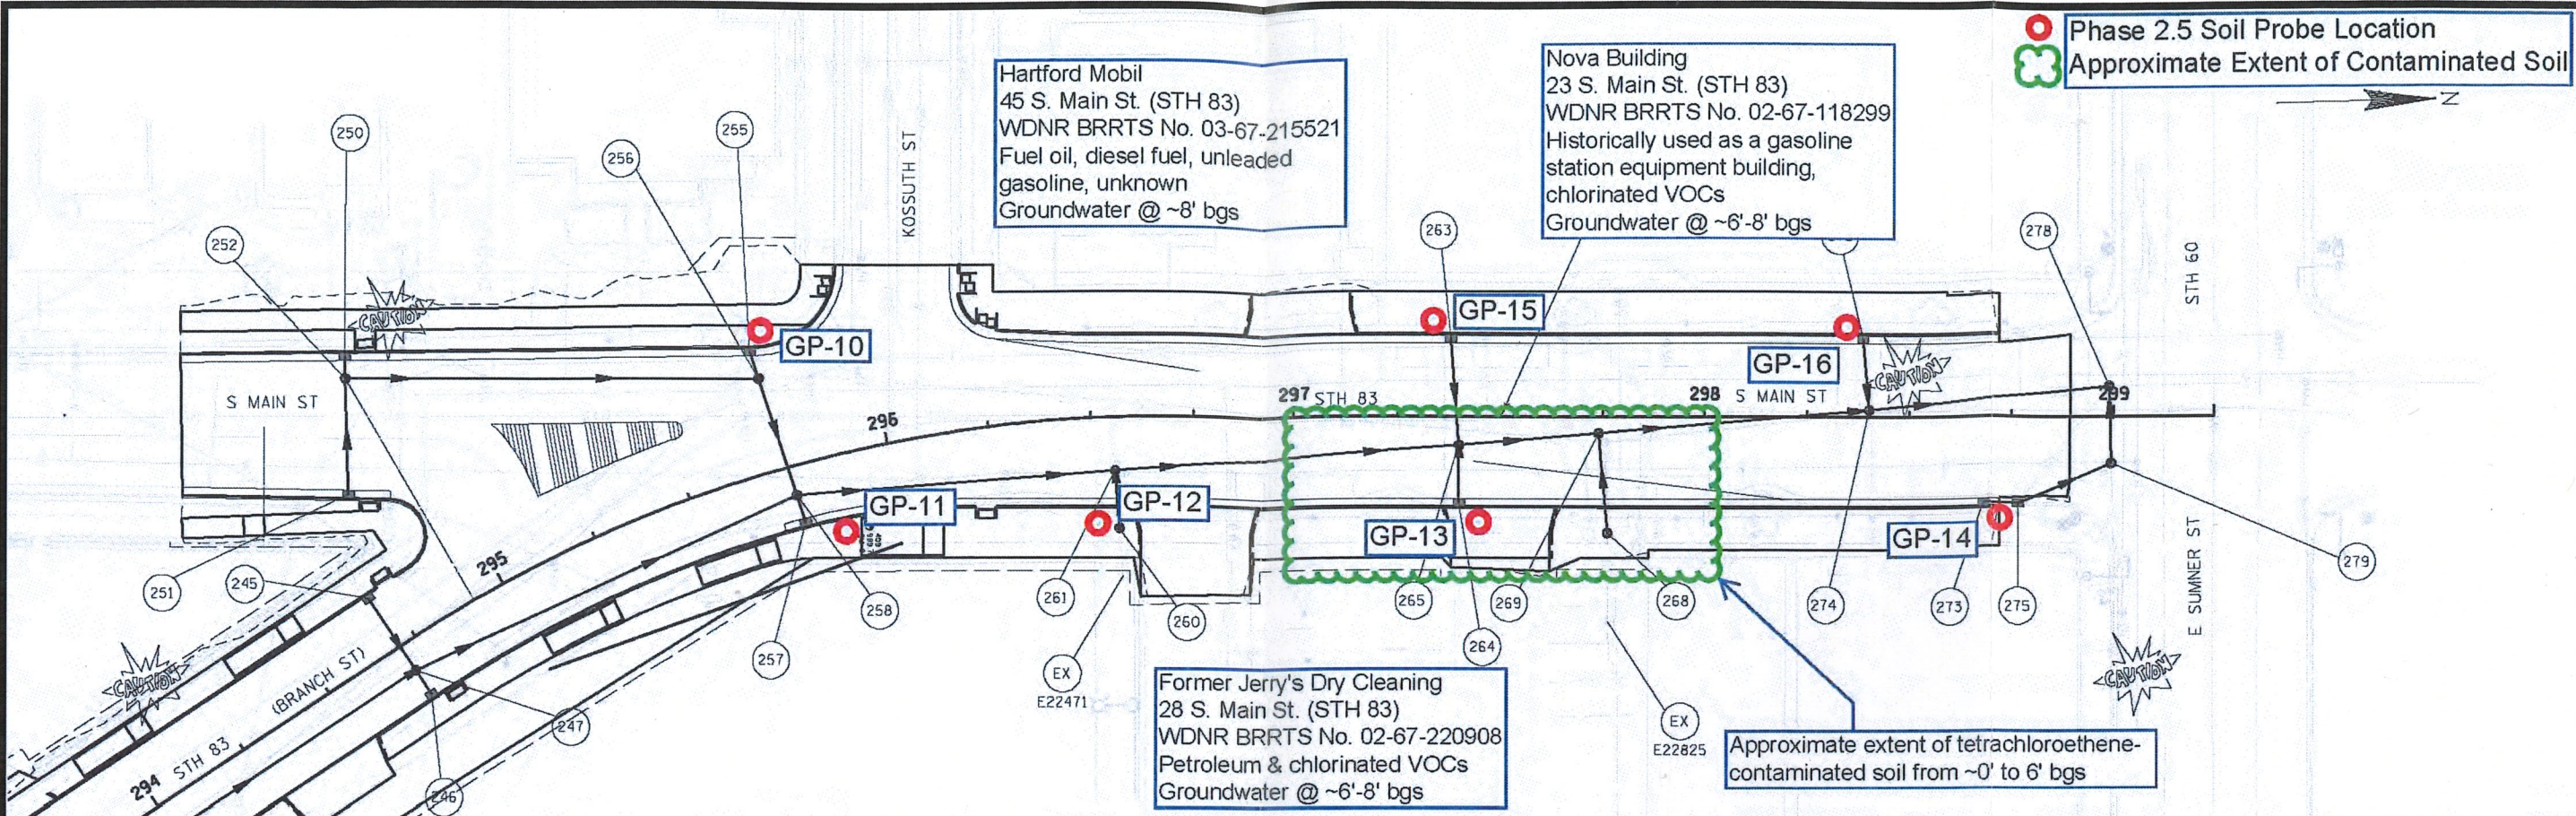 Phase 2.5 Soil Probe Location
Approximate Extent of Contaminated Soil
N
Hartford Mobil
45 S. Main St. (STH 83)
WDNR BRRTS No. 03-67-215521
Fuel oil, diesel fuel, unleaded
gasoline, unknown
Groundwater @ ~8' bgs
Nova Building
23 S. Main St. (STH 83)
WDNR BRRTS No. 02-67-118299
Historically used as a gasoline
station equipment building,
chlorinated VOCs
Groundwater @ ~6'-8' bgs
KOSSUTH ST
250
255
256
252
263
278
STH 60
CAUTION
GP-10
GP-15
GP-16
CAUTION
S MAIN ST
297 STH 83
298 S MAIN ST
299
296
GP-11
GP-12
GP-13
GP-14
E SUMNER ST
279
295
251
245
258
261
260
265
269
268
274
273
275
257
264
CAUTION
(BRANCH ST)
247
EX
E22471
EX
E22825
CAUTION
294 STH 83
246
Former Jerry's Dry Cleaning
28 S. Main St. (STH 83)
WDNR BRRTS No. 02-67-220908
Petroleum & chlorinated VOCs
Groundwater @ ~6'-8' bgs
Approximate extent of tetrachloroethene-
contaminated soil from ~0' to 6' bgs